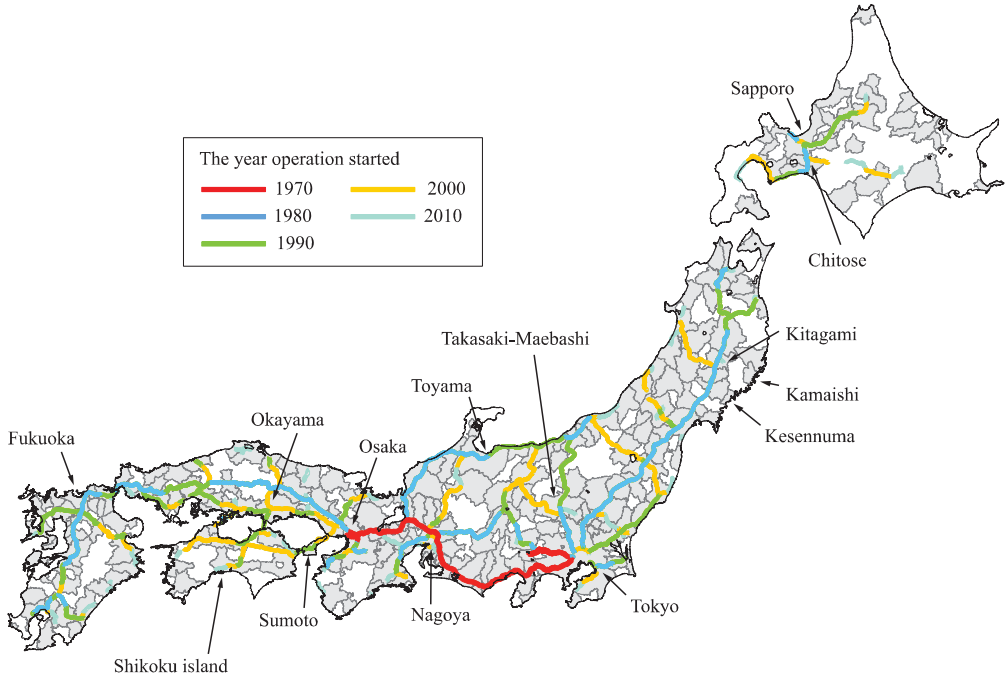 Sapporo
The year operation started
1970
2000
1980
2010
1990
Chitose
Takasaki-Maebashi
Kitagami
Toyama
Kamaishi
Okayama
Kesennuma
Fukuoka
Osaka
Tokyo
Nagoya
Sumoto
Shikoku island